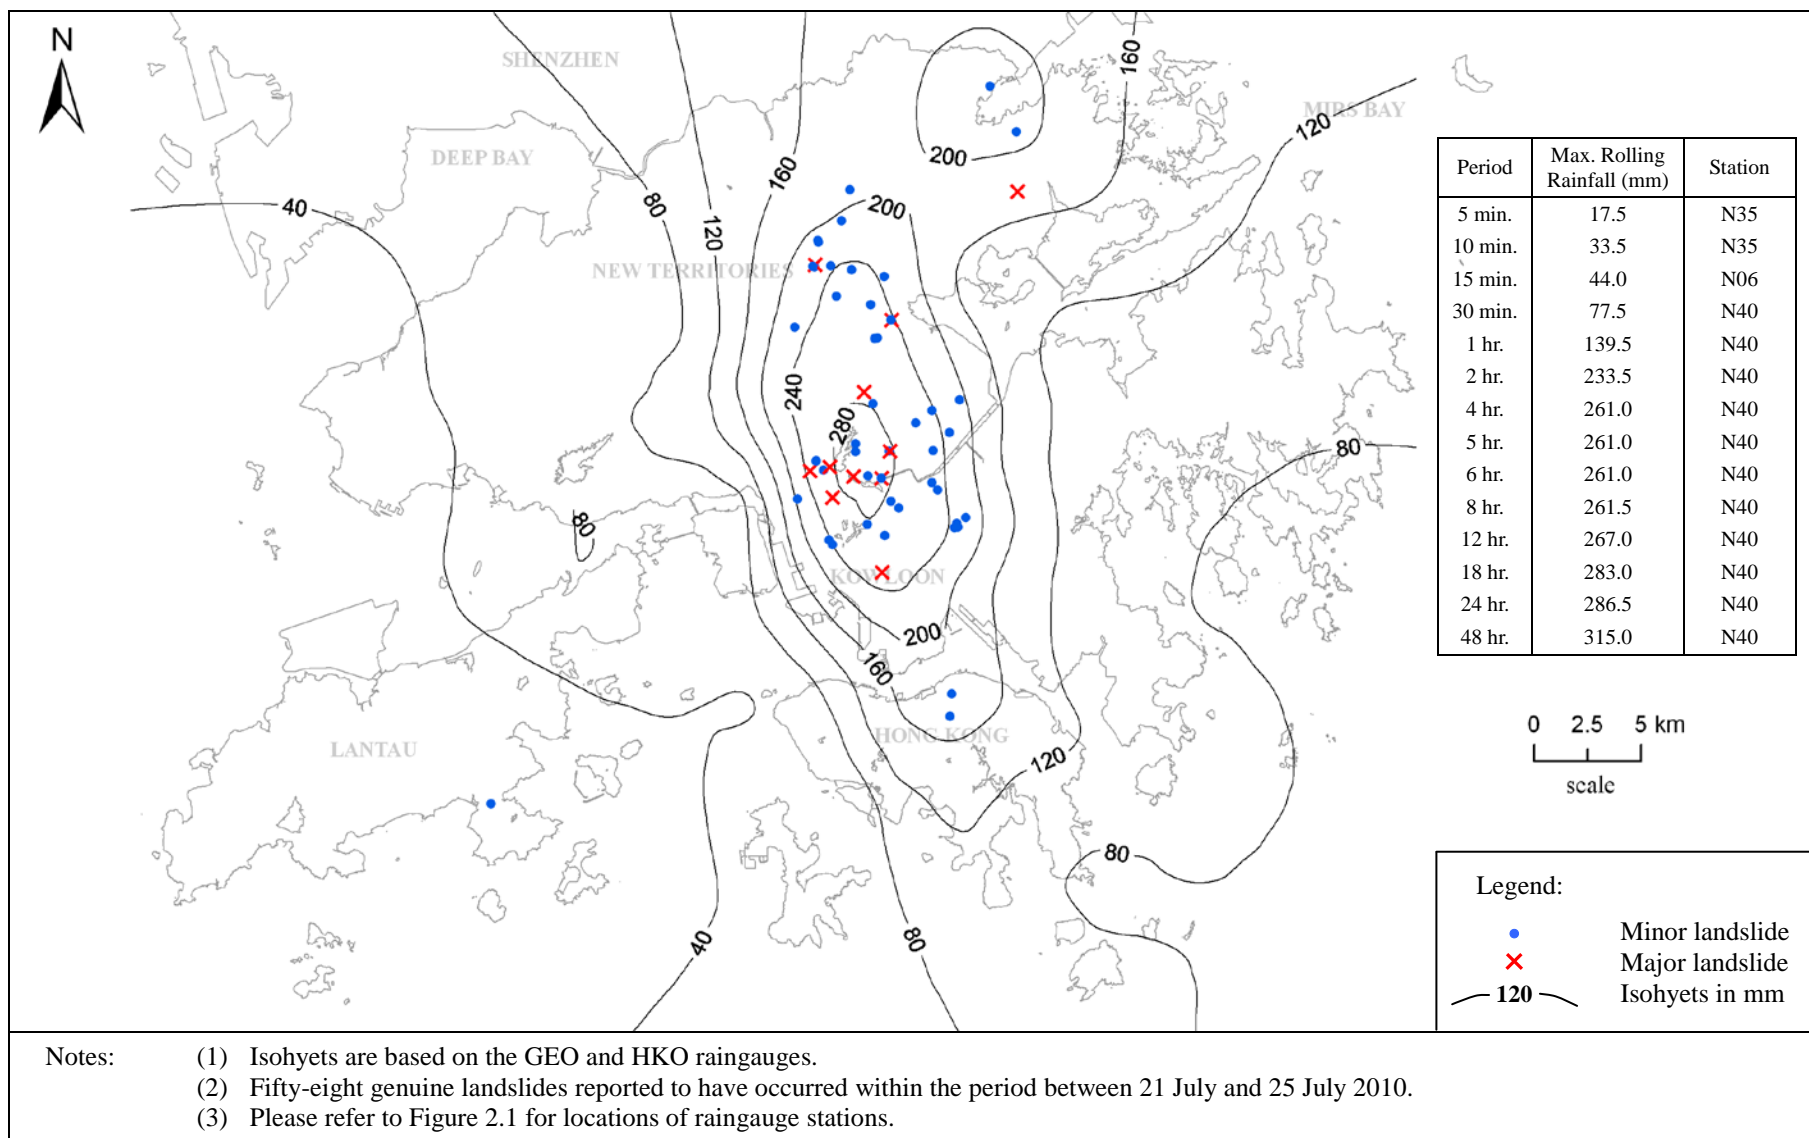 N
SHENZHEN
160
MIRS BAY
120
DEEP BAY
200
160
80
40
200
120
NEW TERRITORIES
240
280
80
80
KOWLOON
200
160
HONG KONG
120
LANTAU
80
40
80
Period Max. Rolling Rainfall (mm) Station
5 min. 17.5 N35
10 min. 33.5 N35
15 min. 44.0 N06
30 min. 77.5 N40
1 hr. 139.5 N40
2 hr. 233.5 N40
4 hr. 261.0 N40
5 hr. 261.0 N40
6 hr. 261.0 N40
8 hr. 261.5 N40
12 hr. 267.0 N40
18 hr. 283.0 N40
24 hr. 286.5 N40
48 hr. 315.0 N40
0 2.5 5 km
scale
Legend:
Minor landslide
Major landslide
120 Isohyets in mm
Notes: (1) Isohyets are based on the GEO and HKO raingauges.
(2) Fifty-eight genuine landslides reported to have occurred within the period between 21 July and 25 July 2010.
(3) Please refer to Figure 2.1 for locations of raingauge stations.